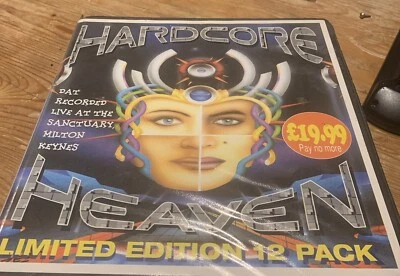 HARDCORE
DAT
RECORDED
LIVE AT THE
SANCTUARY,
MILTON
KEYNES
£19.99
Pay no more
HEAVEN
LIMITED EDITION 12 PACK